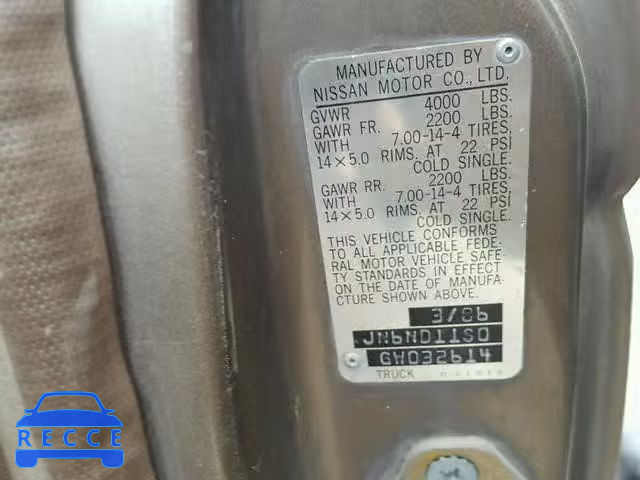 MANUFACTURED BY
NISSAN MOTOR CO., LTD.
GVWR 4000 LBS.
GAWR FR. 2200 LBS.
WITH 7.00-14-4 TIRES,
14×5.0 RIMS. AT 22 PSI
COLD SINGLE.
GAWR RR. 2200 LBS.
WITH 7.00-14-4 TIRES,
14×5.0 RIMS. AT 22 PSI
COLD SINGLE.
THIS VEHICLE CONFORMS
TO ALL APPLICABLE FEDE-
RAL MOTOR VEHICLE SAFE-
TY STANDARDS IN EFFECT
ON THE DATE OF MANUFA-
CTURE SHOWN ABOVE.
3/86
JN6ND11S0
GW032614
TRUCK
RECCE